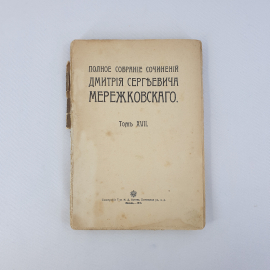 ПОЛНОЕ СОБРАНІЕ СОЧИНЕНІЙ
ДМИТРІЯ СЕРГѢЕВИЧА
МЕРЕЖКОВСКАГО.
Томъ XVII.